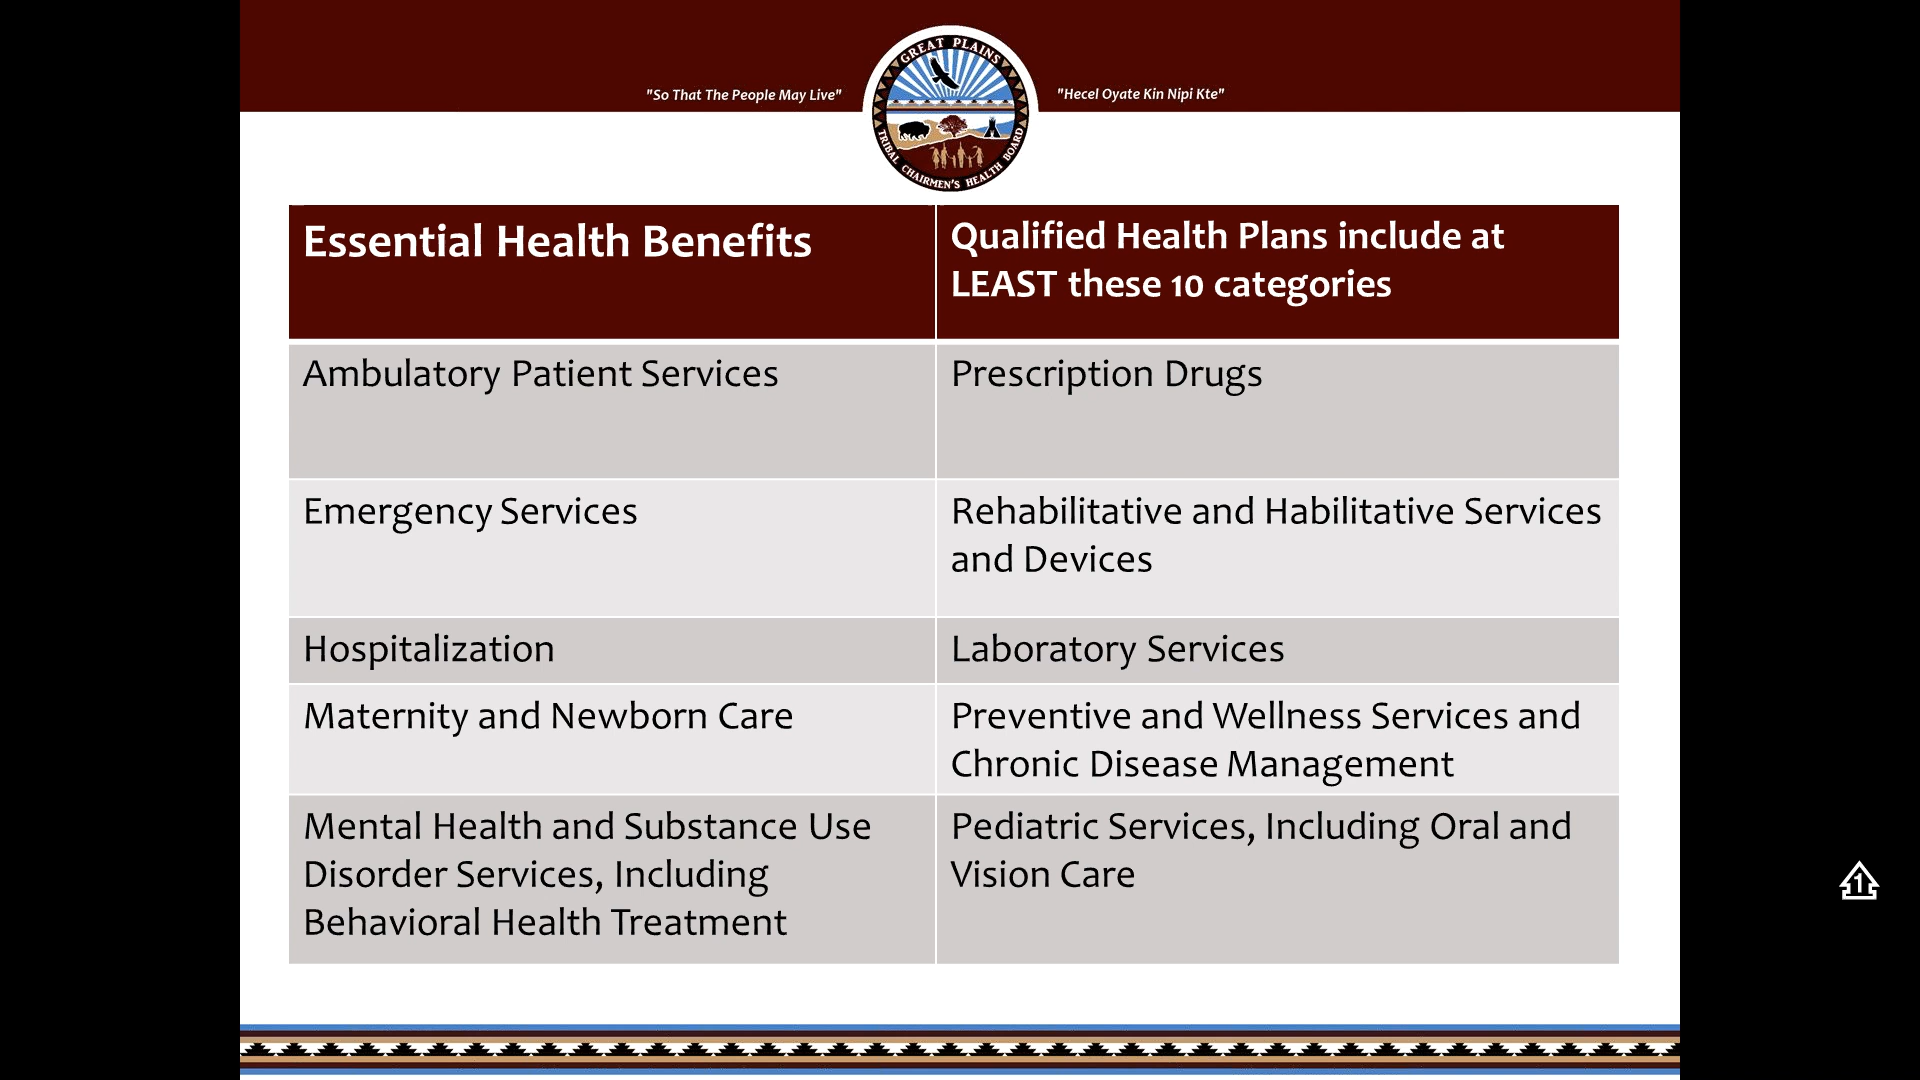 "So That The People May Live"
GREAT PLAINS
TRIBAL CHAIRMEN'S HEALTH BOARD
"Hecel Oyate Kin Nipi Kte"
Essential Health Benefits
Qualified Health Plans include at
LEAST these 10 categories
Ambulatory Patient Services
Prescription Drugs
Emergency Services
Rehabilitative and Habilitative Services
and Devices
Hospitalization
Laboratory Services
Maternity and Newborn Care
Preventive and Wellness Services and
Chronic Disease Management
Mental Health and Substance Use
Disorder Services, Including
Behavioral Health Treatment
Pediatric Services, Including Oral and
Vision Care
1